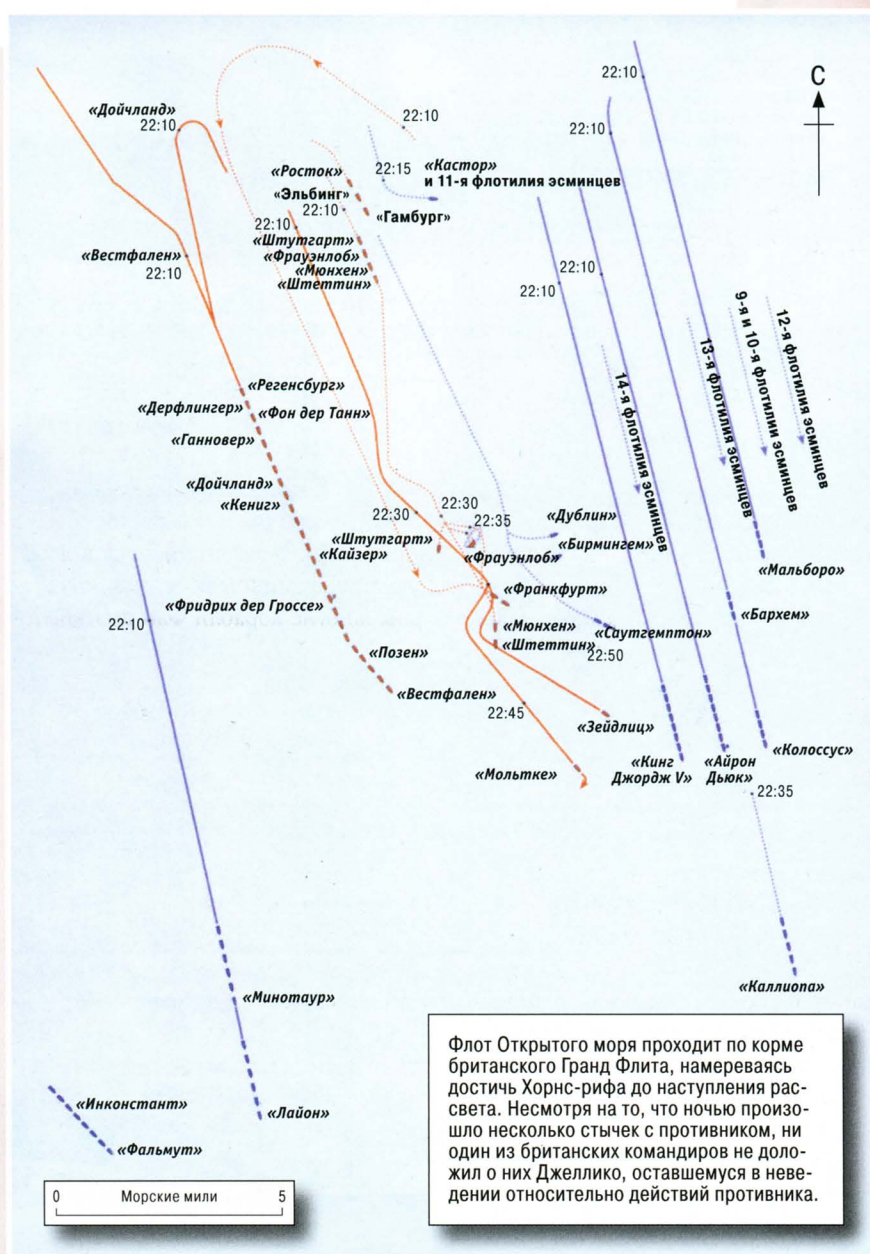 С
22:10
22:10
«Дойчланд»
22:10
22:10
«Росток»
22:15
«Кастор»
и 11-я флотилия эсминцев
«Эльбинг»
22:10
«Гамбург»
22:10
«Штутгарт»
«Фрауэнлоб»
«Мюнхен»
«Штеттин»
«Вестфален»
22:10
22:10
22:10
12-я флотилия эсминцев
9-я и 10-я флотилии эсминцев
13-я флотилия эсминцев
14-я флотилия эсминцев
«Регенсбург»
«Дерфлингер»
«Фон дер Танн»
«Ганновер»
«Дойчланд»
«Кениг»
22:30
22:30
22:35
«Дублин»
«Штутгарт»
«Кайзер»
«Фрауэнлоб»
«Бирмингем»
«Мальборо»
«Франкфурт»
«Фридрих дер Гроссе»
22:10
«Бархем»
«Мюнхен»
«Саутгемптон»
«Штеттин»
22:50
«Позен»
«Вестфален»
22:45
«Зейдлиц»
«Колоссус»
«Мольтке»
«Кинг
Джордж V»
«Айрон
Дьюк»
22:35
«Каллиопа»
«Минотаур»
«Инконстант»
«Лайон»
«Фальмут»
0 Морские мили 5
Флот Открытого моря проходит по корме
британского Гранд Флита, намереваясь
достичь Хорнс-рифа до наступления рас-
света. Несмотря на то, что ночью произо-
шло несколько стычек с противником, ни
один из британских командиров не доло-
жил о них Джеллико, оставшемуся в неве-
дении относительно действий противника.